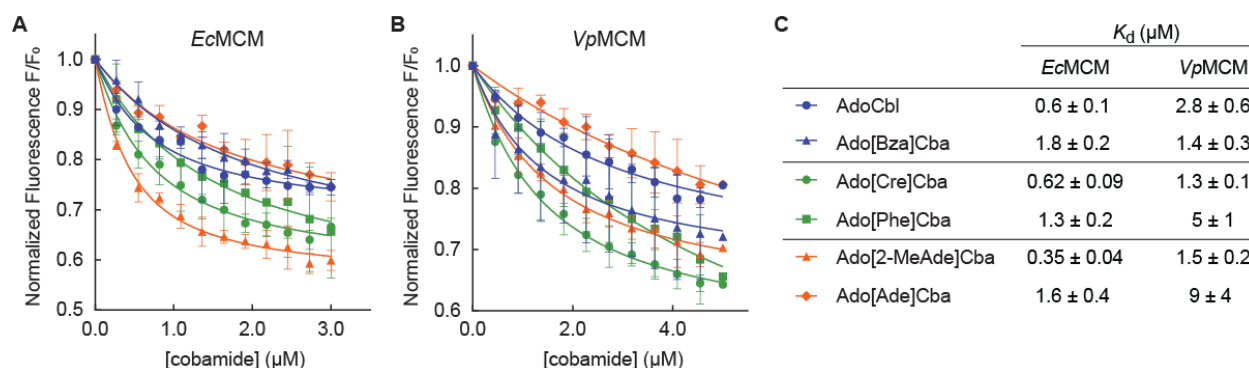 A
EcMCM
Normalized Fluorescence F/F₀
1.0
0.9
0.8
0.7
0.6
0.5
0.0
1.0
2.0
3.0
[cobamide] (µM)
B
VpMCM
Normalized Fluorescence F/F₀
1.0
0.9
0.8
0.7
0.6
0.0
2.0
4.0
[cobamide] (µM)
C
Kd (µM)
EcMCM VpMCM
AdoCbl 0.6 ± 0.1 2.8 ± 0.6
Ado[Bza]Cba 1.8 ± 0.2 1.4 ± 0.3
Ado[Cre]Cba 0.62 ± 0.09 1.3 ± 0.1
Ado[Phe]Cba 1.3 ± 0.2 5 ± 1
Ado[2-MeAde]Cba 0.35 ± 0.04 1.5 ± 0.2
Ado[Ade]Cba 1.6 ± 0.4 9 ± 4